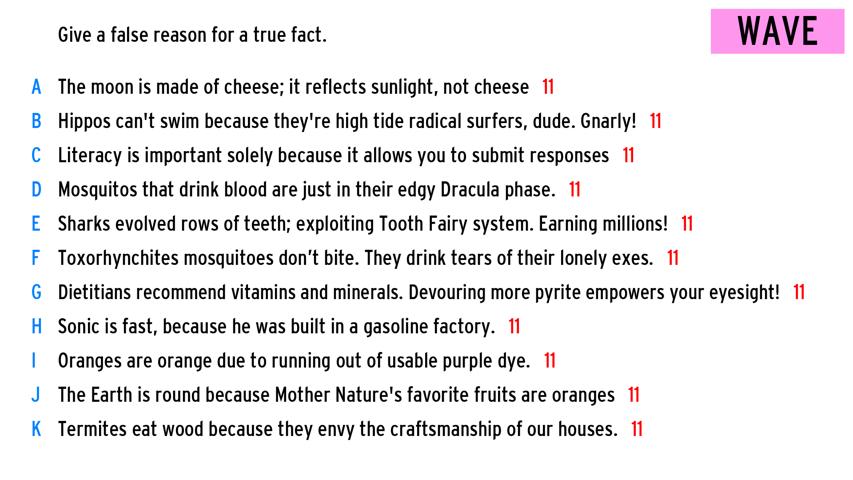 Give a false reason for a true fact.
WAVE
A The moon is made of cheese; it reflects sunlight, not cheese 11
B Hippos can't swim because they're high tide radical surfers, dude. Gnarly! 11
C Literacy is important solely because it allows you to submit responses 11
D Mosquitos that drink blood are just in their edgy Dracula phase. 11
E Sharks evolved rows of teeth; exploiting Tooth Fairy system. Earning millions! 11
F Toxorhynchites mosquitoes don’t bite. They drink tears of their lonely exes. 11
G Dietitians recommend vitamins and minerals. Devouring more pyrite empowers your eyesight! 11
H Sonic is fast, because he was built in a gasoline factory. 11
I Oranges are orange due to running out of usable purple dye. 11
J The Earth is round because Mother Nature's favorite fruits are oranges 11
K Termites eat wood because they envy the craftsmanship of our houses. 11